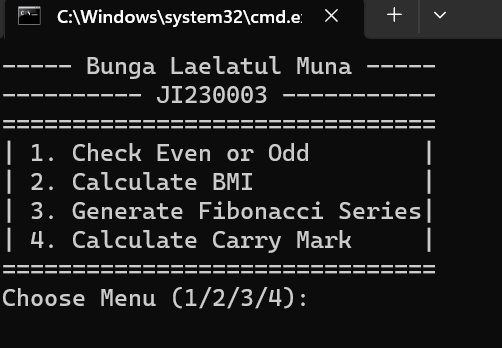 C:\Windows\system32\cmd.e
----- Bunga Laelatul Muna -----
---------- JI230003 -----------
===============================
| 1. Check Even or Odd        |
| 2. Calculate BMI            |
| 3. Generate Fibonacci Series|
| 4. Calculate Carry Mark     |
===============================
Choose Menu (1/2/3/4):